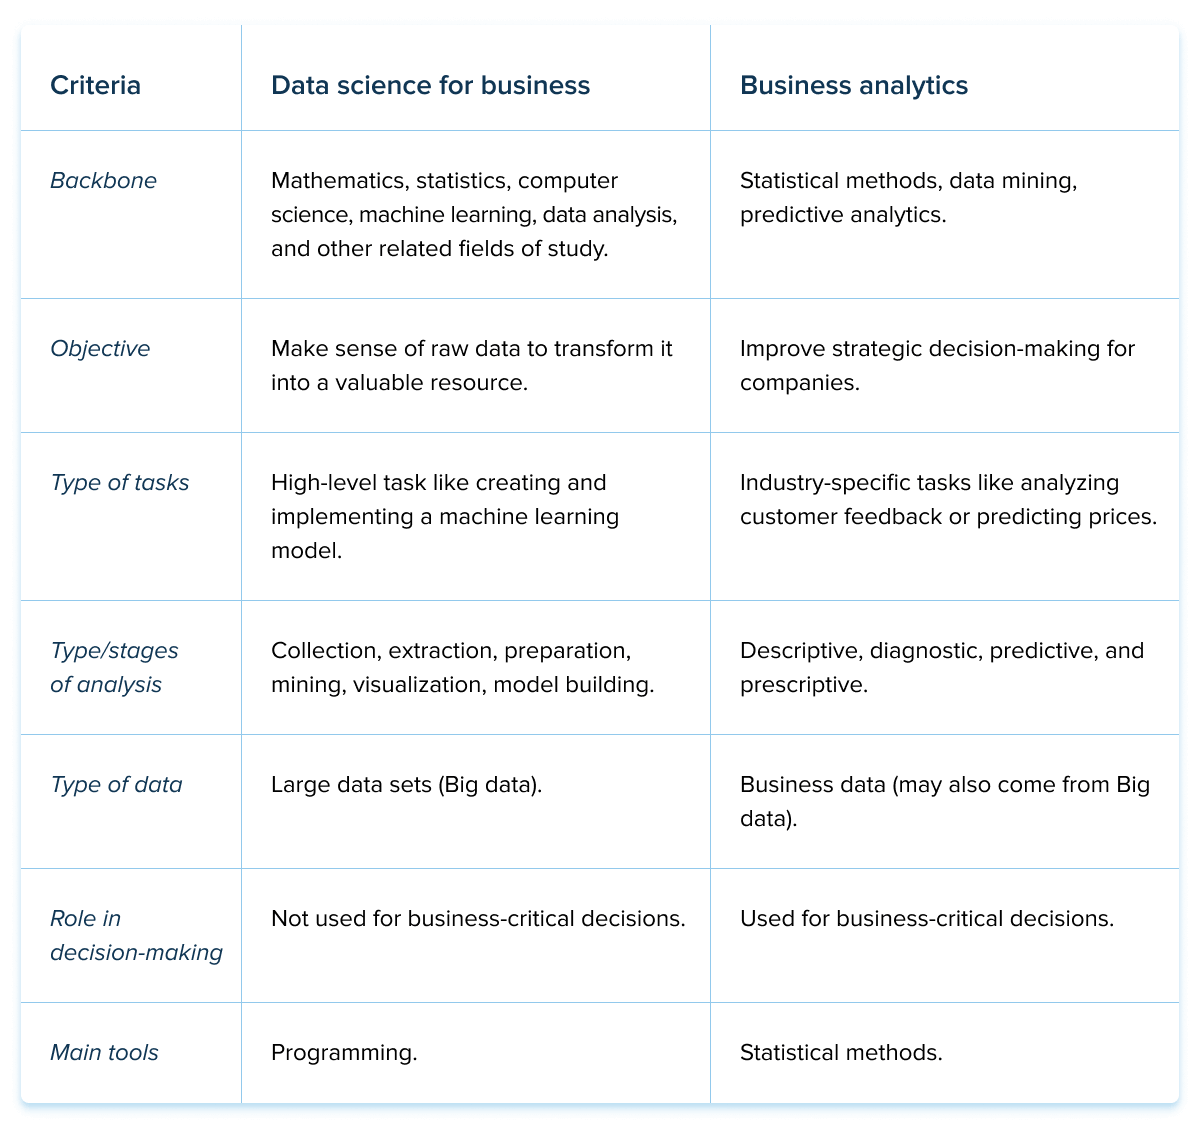 Criteria
Data science for business
Business analytics
Backbone
Mathematics, statistics, computer
science, machine learning, data analysis,
and other related fields of study.
Statistical methods, data mining,
predictive analytics.
Objective
Make sense of raw data to transform it
into a valuable resource.
Improve strategic decision-making for
companies.
Type of tasks
High-level task like creating and
implementing a machine learning
model.
Industry-specific tasks like analyzing
customer feedback or predicting prices.
Type/stages
of analysis
Collection, extraction, preparation,
mining, visualization, model building.
Descriptive, diagnostic, predictive, and
prescriptive.
Type of data
Large data sets (Big data).
Business data (may also come from Big
data).
Role in
decision-making
Not used for business-critical decisions.
Used for business-critical decisions.
Main tools
Programming.
Statistical methods.